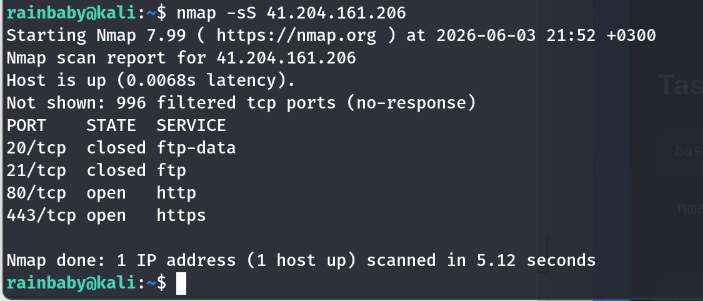 rainbaby@kali:~$ nmap -sS 41.204.161.206
Starting Nmap 7.99 ( https://nmap.org ) at 2026-06-03 21:52 +0300
Nmap scan report for 41.204.161.206
Host is up (0.0068s latency).
Not shown: 996 filtered tcp ports (no-response)
PORT    STATE  SERVICE
20/tcp  closed ftp-data
21/tcp  closed ftp
80/tcp  open   http
443/tcp open   https
Nmap done: 1 IP address (1 host up) scanned in 5.12 seconds
rainbaby@kali:~$
Tas
bas
nma